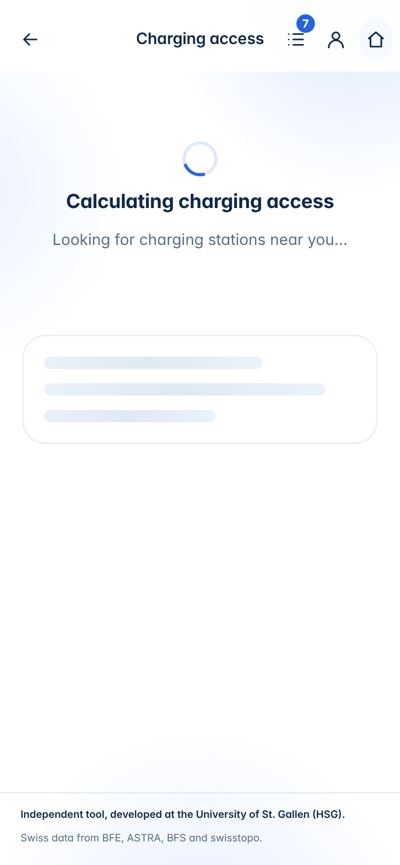 Charging access
7
Calculating charging access
Looking for charging stations near you...
Independent tool, developed at the University of St. Gallen (HSG).
Swiss data from BFE, ASTRA, BFS and swisstopo.